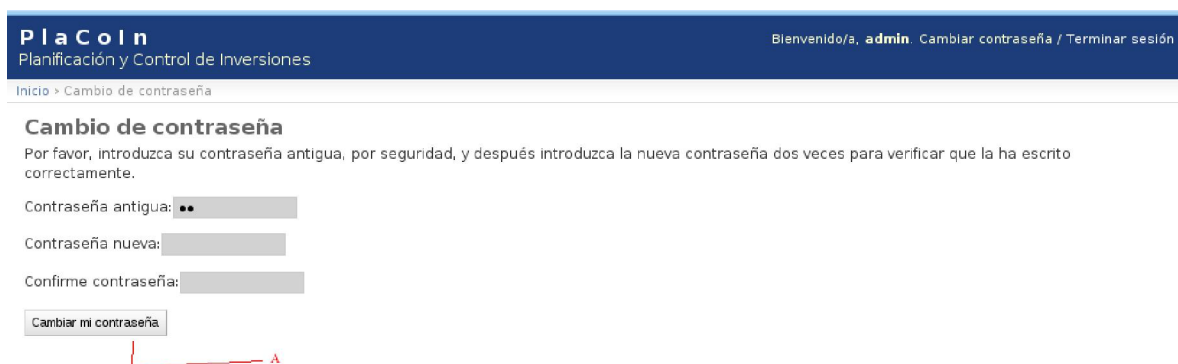 PlaCoIn
Planificación y Control de Inversiones
Bienvenido/a, admin. Cambiar contraseña / Terminar sesión
Inicio › Cambio de contraseña
Cambio de contraseña
Por favor, introduzca su contraseña antigua, por seguridad, y después introduzca la nueva contraseña dos veces para verificar que la ha escrito
correctamente.
Contraseña antigua: ••
Contraseña nueva:
Confirme contraseña:
Cambiar mi contraseña
A